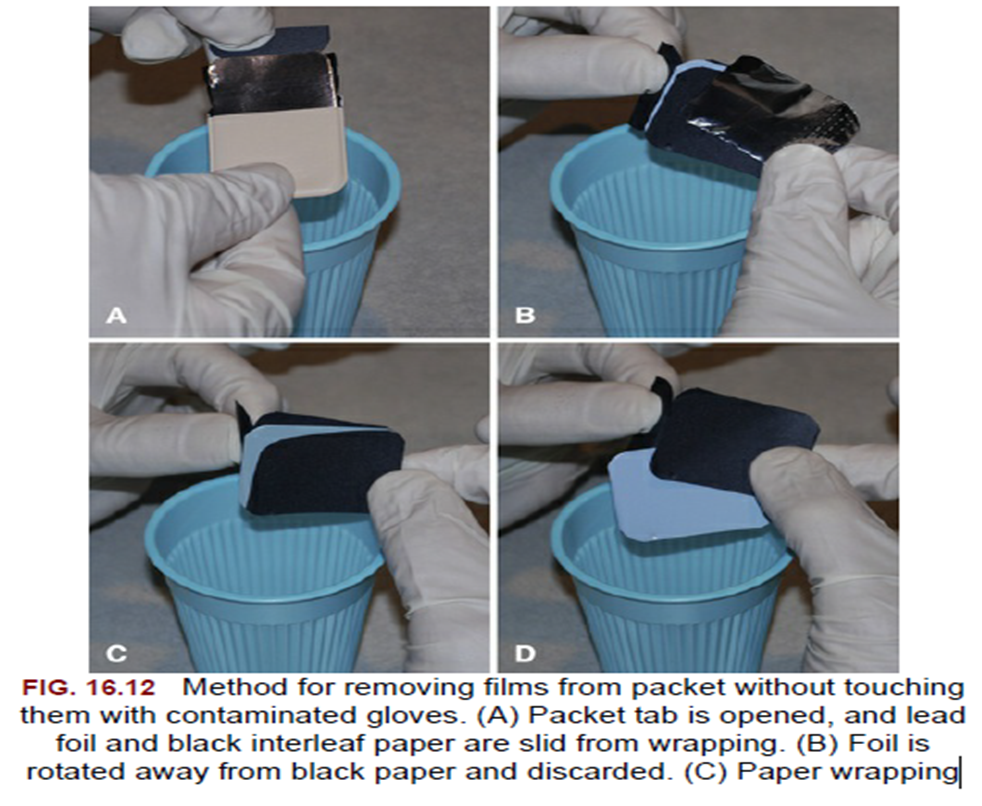 A
B
C
D
FIG. 16.12 Method for removing films from packet without touching
them with contaminated gloves. (A) Packet tab is opened, and lead
foil and black interleaf paper are slid from wrapping. (B) Foil is
rotated away from black paper and discarded. (C) Paper wrapping